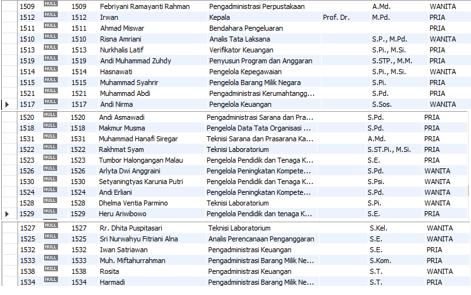 1509 NULL 1509 Febriyani Ramayanti Rahman Pengadministrasi Perpustakaan A.Md. WANITA
1512 NULL 1512 Irwan Kepala Prof. Dr. M.Pd. PRIA
1511 NULL 1511 Ahmad Miswar Bendahara Pengeluaran PRIA
1510 NULL 1510 Risna Amriani Analis Tata Laksana S.P., M.Pd. WANITA
1513 NULL 1513 Nurkhalis Latif Verifikator Keuangan S.Pi., M.Si. PRIA
1519 NULL 1519 Andi Muhammad Zuhdy Penyusun Program dan Anggaran S.STP., M.M. PRIA
1514 NULL 1514 Hasnawati Pengelola Kepegawaian S.Pi., M.Si. WANITA
1515 NULL 1515 Muhammad Syahrir Pengelola Barang Milik Negara S.Pi. PRIA
1521 NULL 1521 Muhammad Abdi Pengadministrasi Kerumahtangg... S.Pd. PRIA
1517 NULL 1517 Andi Nirma Pengelola Keuangan S.Sos. WANITA
1520 NULL 1520 Andi Asmawadi Pengadministrasi Sarana dan Pra... S.Pd. PRIA
1518 NULL 1518 Makmur Musma Pengelola Data Tata Organisasi ... S.Pd. PRIA
1531 NULL 1531 Muhammad Hanafi Siregar Teknisi Sarana dan Prasarana Ka... A.Md. PRIA
1522 NULL 1522 Rakhmat Syam Teknisi Laboratorium S.ST.Pi., M.Si. PRIA
1523 NULL 1523 Tumbor Halongangan Malau Pengelola Pendidik dan Tenaga K... S.E. PRIA
1526 NULL 1526 Arlyta Dwi Anggraini Pengelola Peningkatan Kompete... S.Pd. WANITA
1530 NULL 1530 Setyaningtyas Karunia Putri Pengelola Peningkatan Kompete... S.Psi. WANITA
1524 NULL 1524 Andi Erliani Pengelola Peningkatan Kompete... S.Pd. WANITA
1528 NULL 1528 Dhelma Ventia Parmino Teknisi Laboratorium S.Pi. WANITA
1529 NULL 1529 Heru Ariwibowo Pengelola Pendidik dan tenaga K... S.E. PRIA
1527 NULL 1527 Rr. Dhita Puspitasari Teknisi Laboratorium S.Kel. WANITA
1525 NULL 1525 Sri Nurwahyu Fitriani Alna Analis Perencanaan Penganggaran S.E. WANITA
1532 NULL 1532 Iwan Satriawan Pengadministrasi Keuangan S.E. PRIA
1533 NULL 1533 Muh. Miftahurrahman Pengadministrasi Barang Milik Ne... S.Kom. PRIA
1538 NULL 1538 Rosita Pengadministrasi Keuangan S.T. WANITA
1534 NULL 1534 Harmadi Pengadministrasi Barang Milik Ne... S.T. PRIA